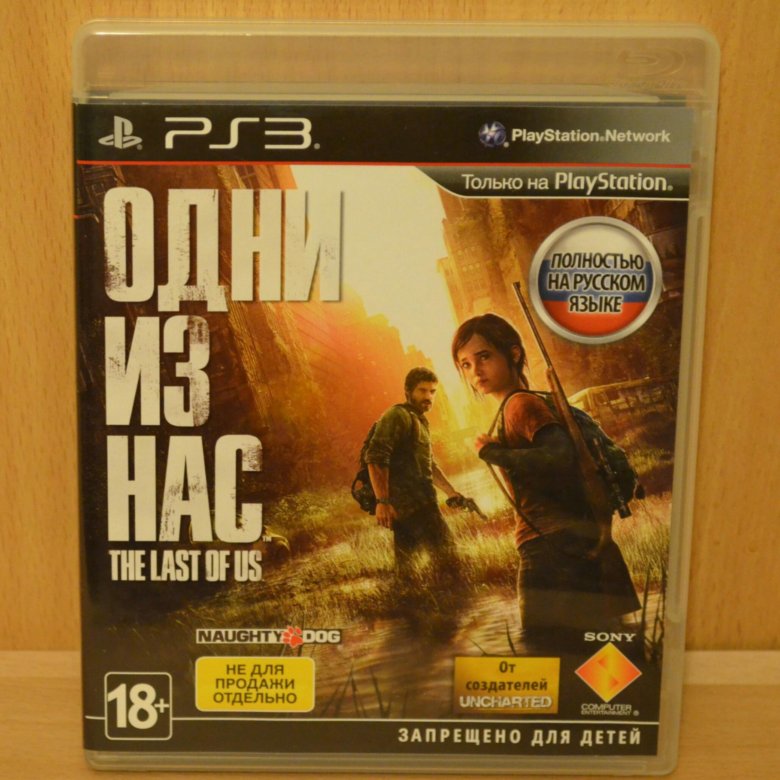 PS3
PlayStation®Network
Только на PlayStation®
ОДНИ
ИЗ
НАС™
THE LAST OF US
ПОЛНОСТЬЮ
НА РУССКОМ
ЯЗЫКЕ
NAUGHTY DOG
НЕ ДЛЯ
ПРОДАЖИ
ОТДЕЛЬНО
От
создателей
UNCHARTED
SONY
COMPUTER
ENTERTAINMENT®
18+
ЗАПРЕЩЕНО ДЛЯ ДЕТЕЙ